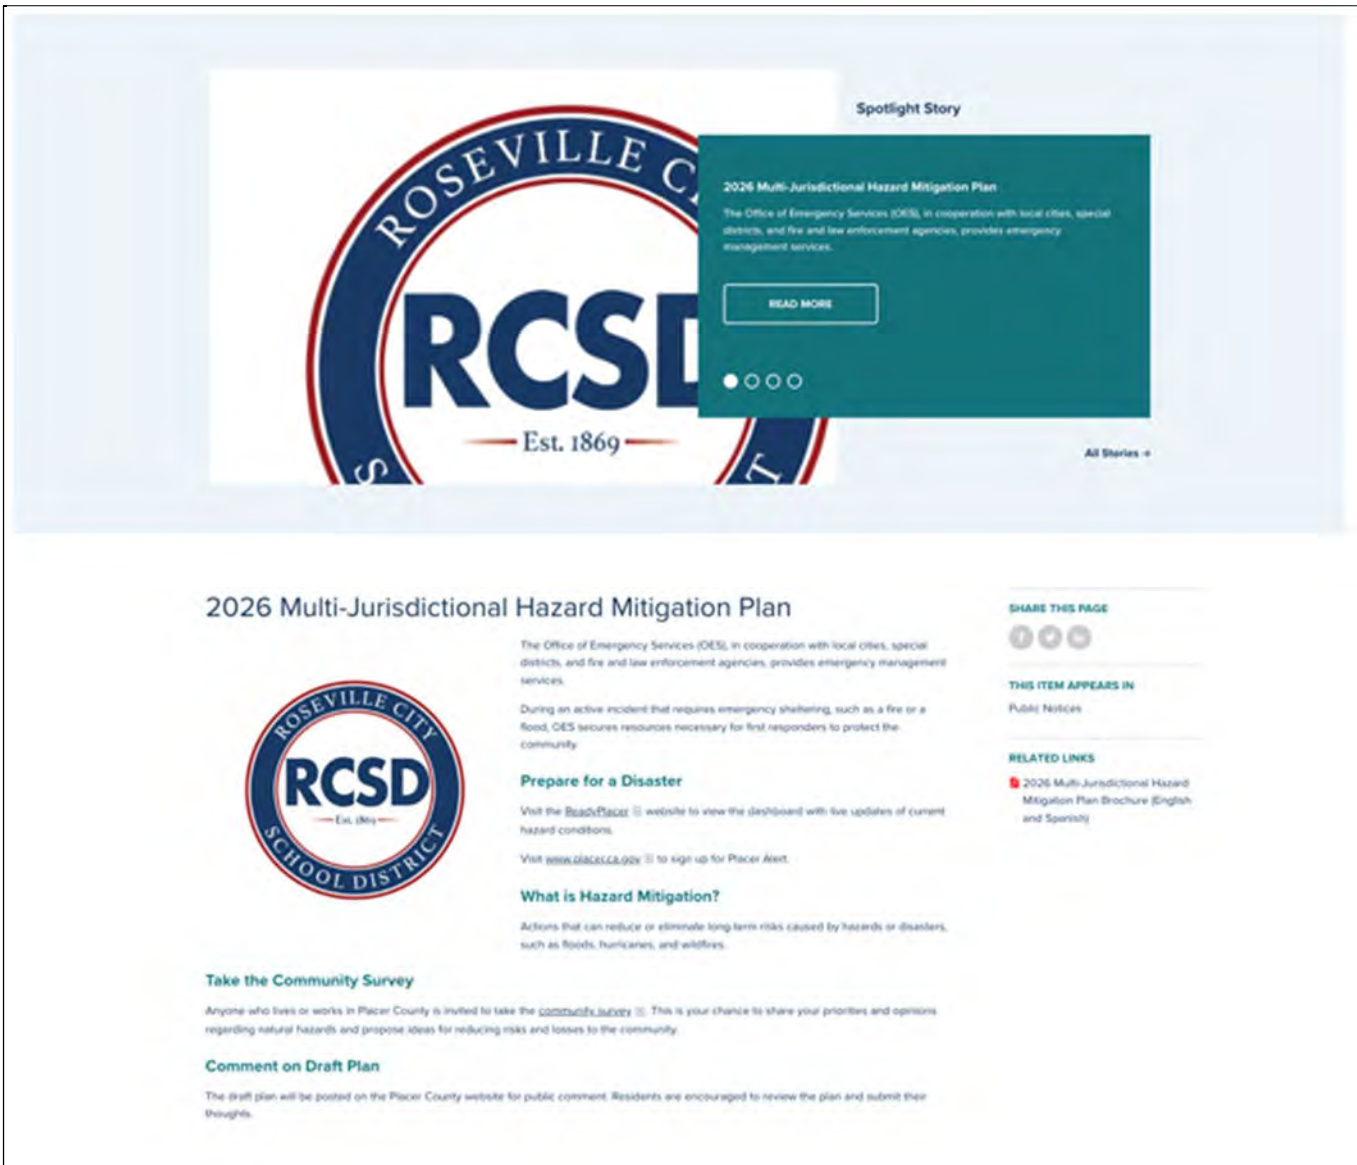 ROSEVILLE CI
RCSD
Est. 1869
S
T
Spotlight Story
2026 Multi-Jurisdictional Hazard Mitigation Plan
The Office of Emergency Services (OES), in cooperation with local cities, special
districts, and fire and law enforcement agencies, provides emergency
management services.
READ MORE
All Stories →
2026 Multi-Jurisdictional Hazard Mitigation Plan
ROSEVILLE CITY
RCSD
Est. 1869
SCHOOL DISTRICT
The Office of Emergency Services (OES), in cooperation with local cities, special
districts, and fire and law enforcement agencies, provides emergency management
services.
During an active incident that requires emergency sheltering, such as a fire or a
flood, OES secures resources necessary for first responders to protect the
community.
Prepare for a Disaster
Visit the ReadyPlacer website to view the dashboard with live updates of current
hazard conditions.
Visit www.placer.ca.gov to sign up for Placer Alert.
What is Hazard Mitigation?
Actions that can reduce or eliminate long-term risks caused by hazards or disasters,
such as floods, hurricanes, and wildfires.
Take the Community Survey
Anyone who lives or works in Placer County is invited to take the community survey. This is your chance to share your priorities and opinions
regarding natural hazards and propose ideas for reducing risks and losses to the community.
Comment on Draft Plan
The draft plan will be posted on the Placer County website for public comment. Residents are encouraged to review the plan and submit their
thoughts.
SHARE THIS PAGE
THIS ITEM APPEARS IN
Public Notices
RELATED LINKS
2026 Multi-Jurisdictional Hazard
Mitigation Plan Brochure (English
and Spanish)